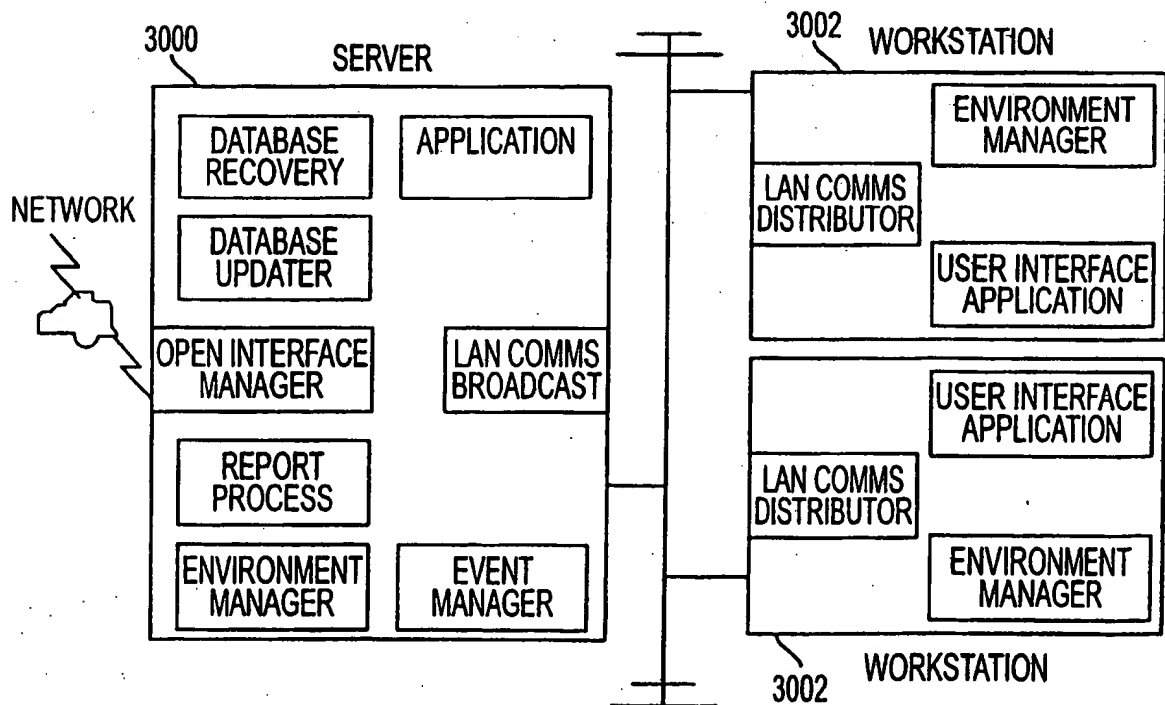 3000
SERVER
DATABASE
RECOVERY
APPLICATION
NETWORK
DATABASE
UPDATER
OPEN INTERFACE
MANAGER
LAN COMMS
BROADCAST
REPORT
PROCESS
ENVIRONMENT
MANAGER
EVENT
MANAGER
3002
WORKSTATION
ENVIRONMENT
MANAGER
LAN COMMS
DISTRIBUTOR
USER INTERFACE
APPLICATION
USER INTERFACE
APPLICATION
LAN COMMS
DISTRIBUTOR
ENVIRONMENT
MANAGER
3002
WORKSTATION